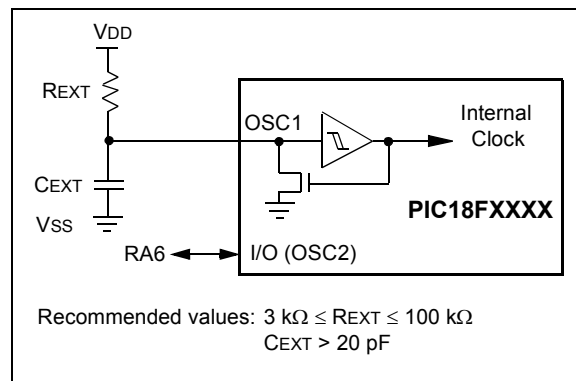 VDD
REXT
OSC1
Internal
Clock
CEXT
PIC18FXXXX
VSS
RA6
I/O (OSC2)
Recommended values: 3 kΩ ≤ REXT ≤ 100 kΩ
CEXT > 20 pF